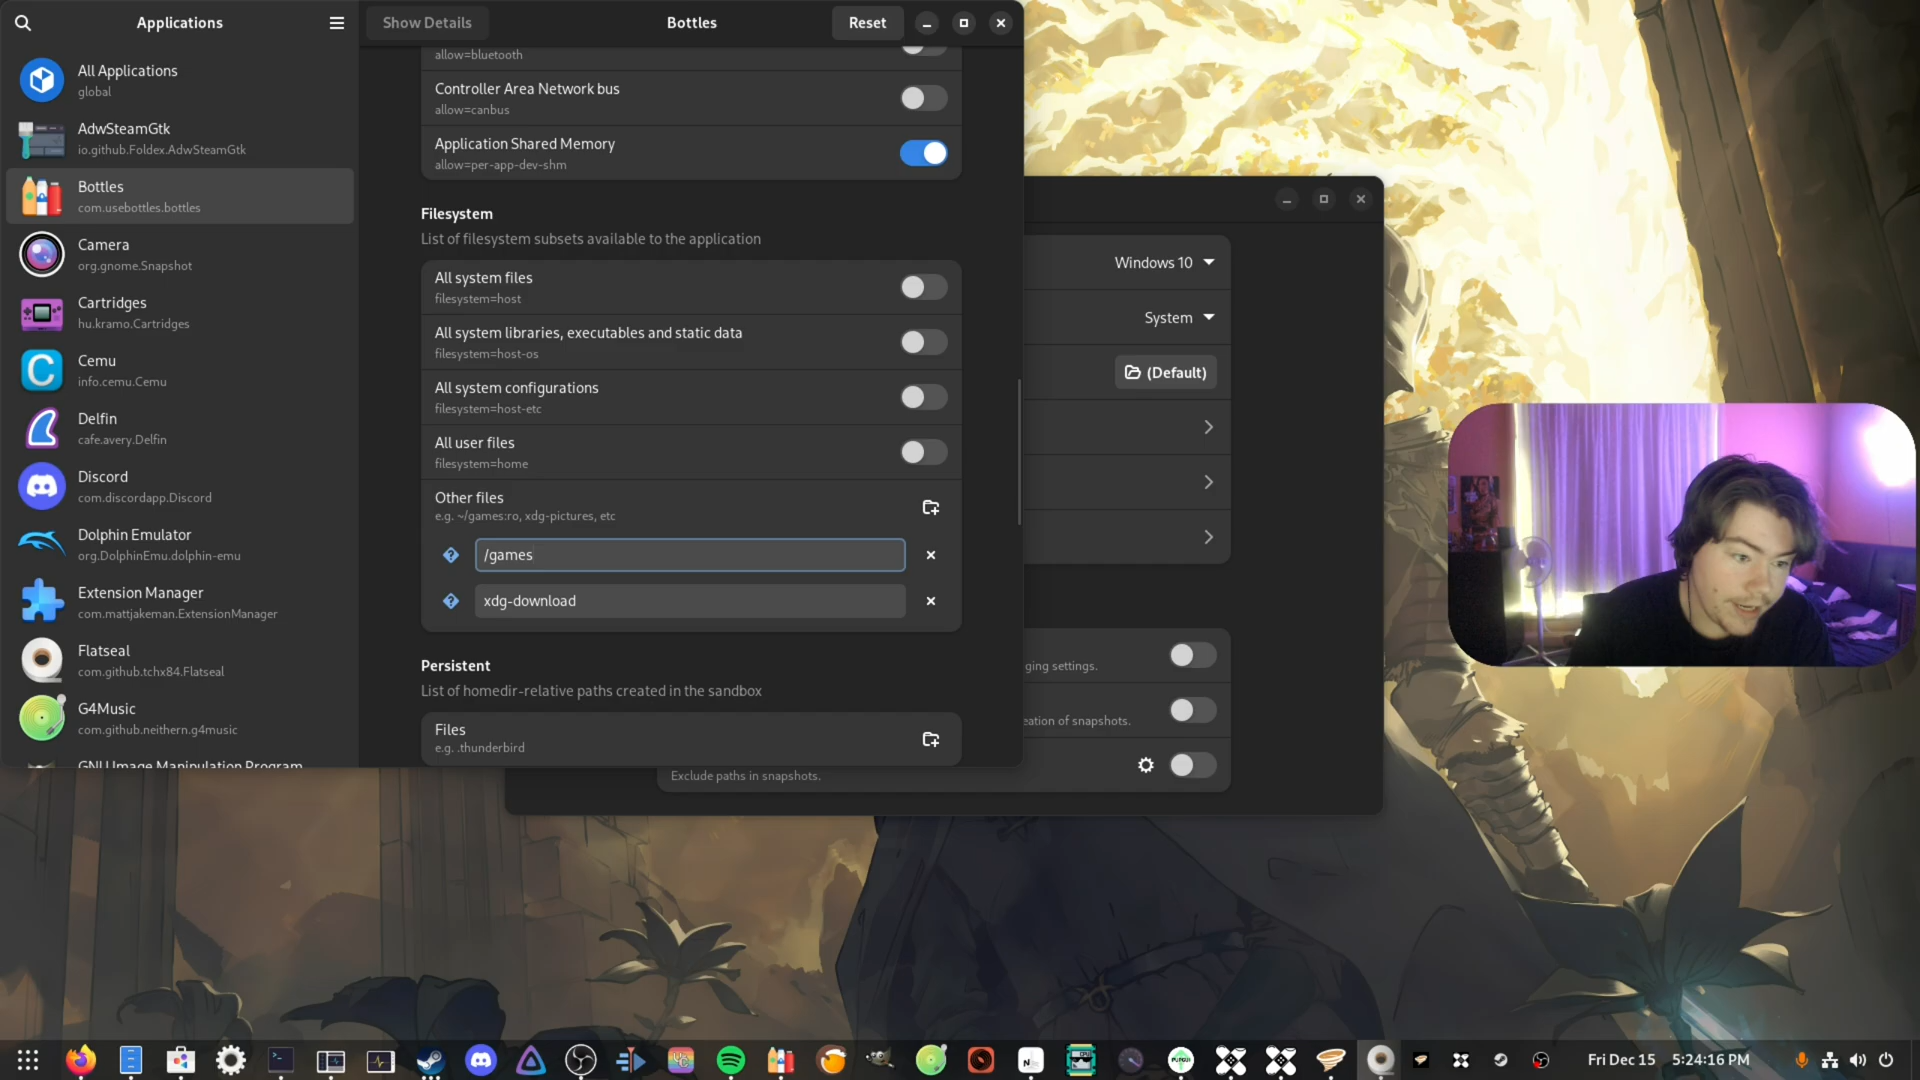 Applications
Show Details
Bottles
Reset
All Applications
global
AdwSteamGtk
io.github.Foldex.AdwSteamGtk
Bottles
com.usebottles.bottles
Camera
org.gnome.Snapshot
Cartridges
hu.kramo.Cartridges
Cemu
info.cemu.Cemu
Delfin
cafe.avery.Delfin
Discord
com.discordapp.Discord
Dolphin Emulator
org.DolphinEmu.dolphin-emu
Extension Manager
com.mattjakeman.ExtensionManager
Flatseal
com.github.tchx84.Flatseal
G4Music
com.github.neithern.g4music
GNU Image Manipulation Program
allow=bluetooth
Controller Area Network bus
allow=canbus
Application Shared Memory
allow=per-app-dev-shm
Filesystem
List of filesystem subsets available to the application
All system files
filesystem=host
All system libraries, executables and static data
filesystem=host-os
All system configurations
filesystem=host-etc
All user files
filesystem=home
Other files
e.g. ~/games:ro, xdg-pictures, etc
/games
xdg-download
Persistent
List of homedir-relative paths created in the sandbox
Files
e.g. .thunderbird
Windows 10
System
(Default)
ging settings.
eation of snapshots.
Exclude paths in snapshots.
Fri Dec 15 5:24:16 PM